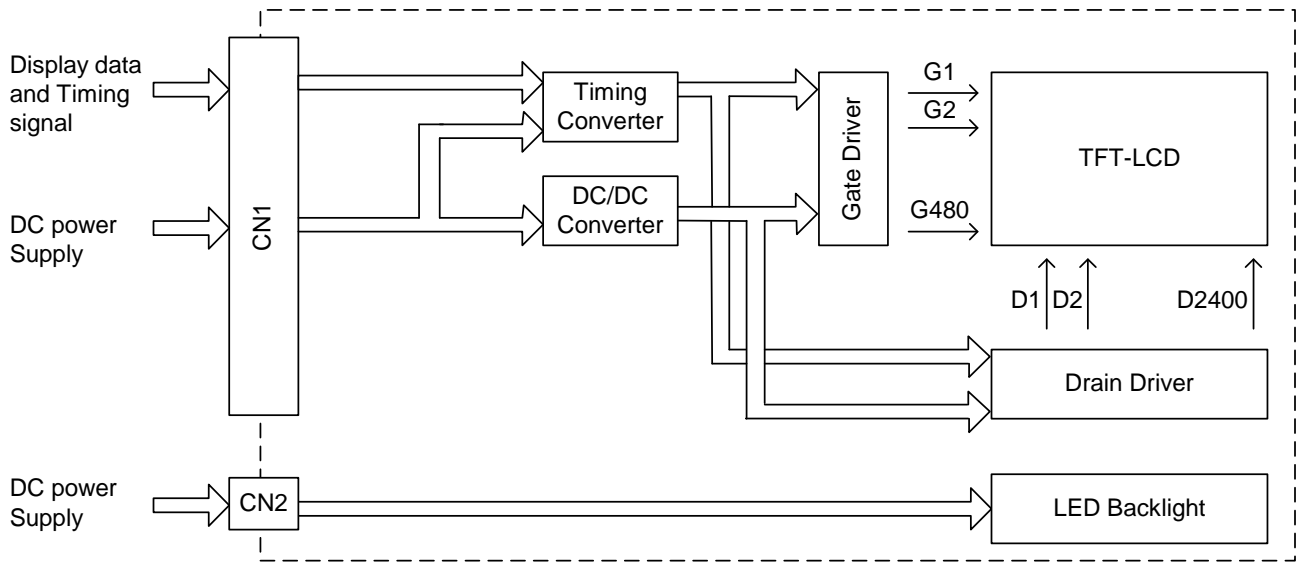 Display data
and Timing
signal
CN1
Timing
Converter
Gate Driver
G1
G2
TFT-LCD
DC power
Supply
DC/DC
Converter
G480
D1
D2
D2400
Drain Driver
DC power
Supply
CN2
LED Backlight